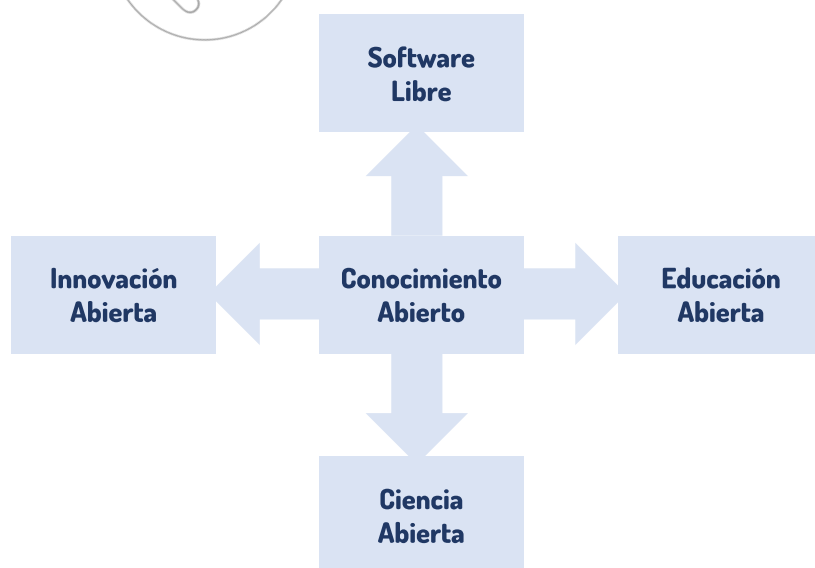 Software
Libre
Innovación
Abierta
Conocimiento
Abierto
Educación
Abierta
Ciencia
Abierta